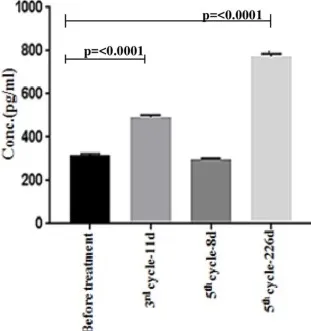 p=<0.0001
p=<0.0001
Conc.(pg/ml)
1000
800
600
400
200
0
Before treatment
3rd cycle-11d
5th cycle-8d
5th cycle-226d